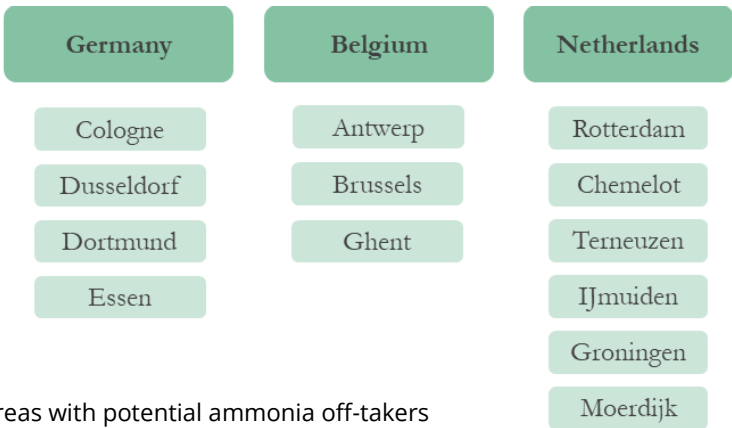 Germany
Cologne
Dusseldorf
Dortmund
Essen
Belgium
Antwerp
Brussels
Ghent
Netherlands
Rotterdam
Chemelot
Terneuzen
IJmuiden
Groningen
Moerdijk
with potential ammonia off-takers